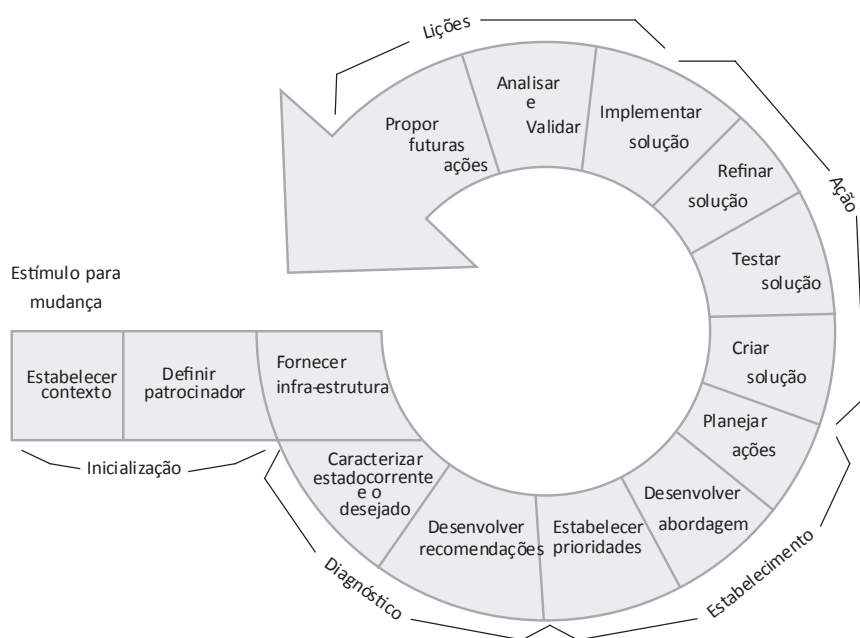 Estímulo para
mudança
Estabelecer
contexto
Definir
patrocinador
Fornecer
infra-estrutura
Inicialização
Caracterizar
estadocorrente
e o
desejado
Desenvolver
recomendações
Diagnóstico
Estabelecer
prioridades
Desenvolver
abordagem
Planejar
ações
Estabelecimento
Criar
solução
Testar
solução
Refinar
solução
Implementar
solução
Ação
Analisar
e
Validar
Propor
futuras
ações
Lições